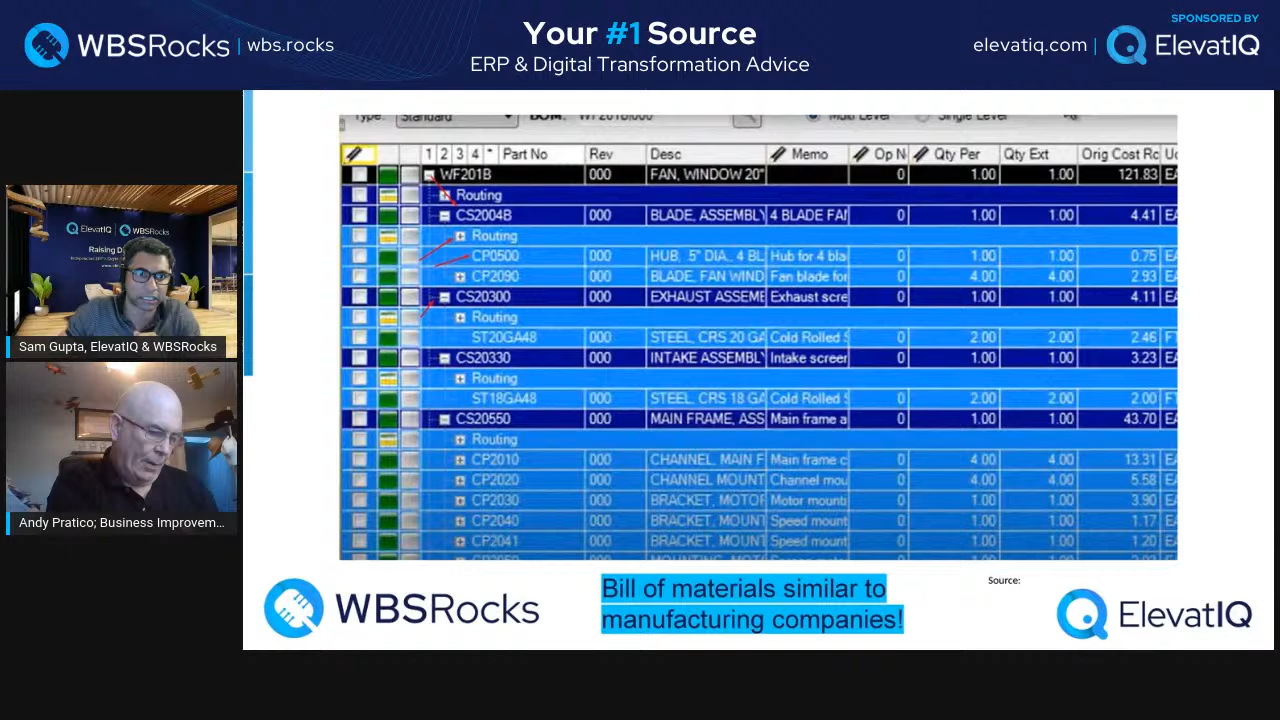 WBSRocks | wbs.rocks
Your #1 Source
ERP & Digital Transformation Advice
SPONSORED BY
elevatiq.com | ElevatIQ
ElevatIQ WBSRocks
Raising D
Sam Gupta, ElevatIQ & WBSRocks
Andy Pratico; Business Improvem...
Type: Standard BOM: WF201B,000 Multi Level Single Level
1 2 3 4 * Part No Rev Desc Memo Op N Qty Per Qty Ext Orig Cost Rc
WF201B 000 FAN, WINDOW 20" 0 1.00 1.00 121.83 EA
Routing
CS2004B 000 BLADE, ASSEMBLY 4 BLADE FAN 0 1.00 1.00 4.41 EA
Routing
CP0500 000 HUB, 5" DIA., 4 BL Hub for 4 bla 0 1.00 1.00 0.75 EA
CP2090 000 BLADE, FAN WIND Fan blade for 0 4.00 4.00 2.93 EA
CS20300 000 EXHAUST ASSEME Exhaust scre 0 1.00 1.00 4.11 EA
Routing
ST20GA48 000 STEEL, CRS 20 GA Cold Rolled S 0 2.00 2.00 2.46 FT
CS20330 000 INTAKE ASSEMBL Intake screer 0 1.00 1.00 3.23 EA
Routing
ST18GA48 000 STEEL, CRS 18 GA Cold Rolled S 0 2.00 2.00 2.00 FT
CS20550 000 MAIN FRAME, ASS Main frame a 0 1.00 1.00 43.70 EA
Routing
CP2010 000 CHANNEL, MAIN F Main frame c 0 4.00 4.00 13.31 EA
CP2020 000 CHANNEL MOUNT Channel mou 0 4.00 4.00 5.58 EA
CP2030 000 BRACKET, MOTOF Motor mounti 0 1.00 1.00 3.90 EA
CP2040 000 BRACKET, MOUNT Speed mount 0 1.00 1.00 1.17 EA
CP2041 000 BRACKET, MOUNT Speed mount 0 1.00 1.00 1.20 EA
WBSRocks
Bill of materials similar to
manufacturing companies!
Source:
ElevatIQ